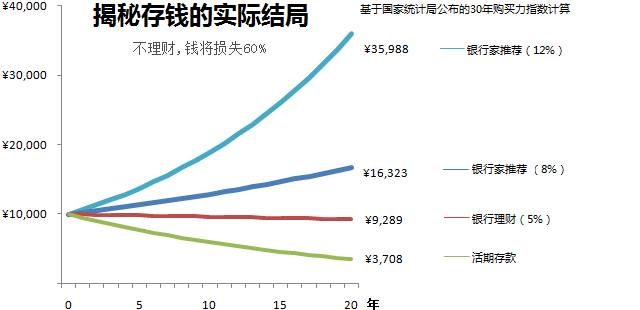 揭秘存钱的实际结局
基于国家统计局公布的30年购买力指数计算
不理财,钱将损失60%
¥40,000
¥30,000
¥20,000
¥10,000
¥35,988 银行家推荐（12%）
¥16,323 银行家推荐（8%）
¥9,289 银行理财（5%）
¥3,708 活期存款
0 5 10 15 20 年